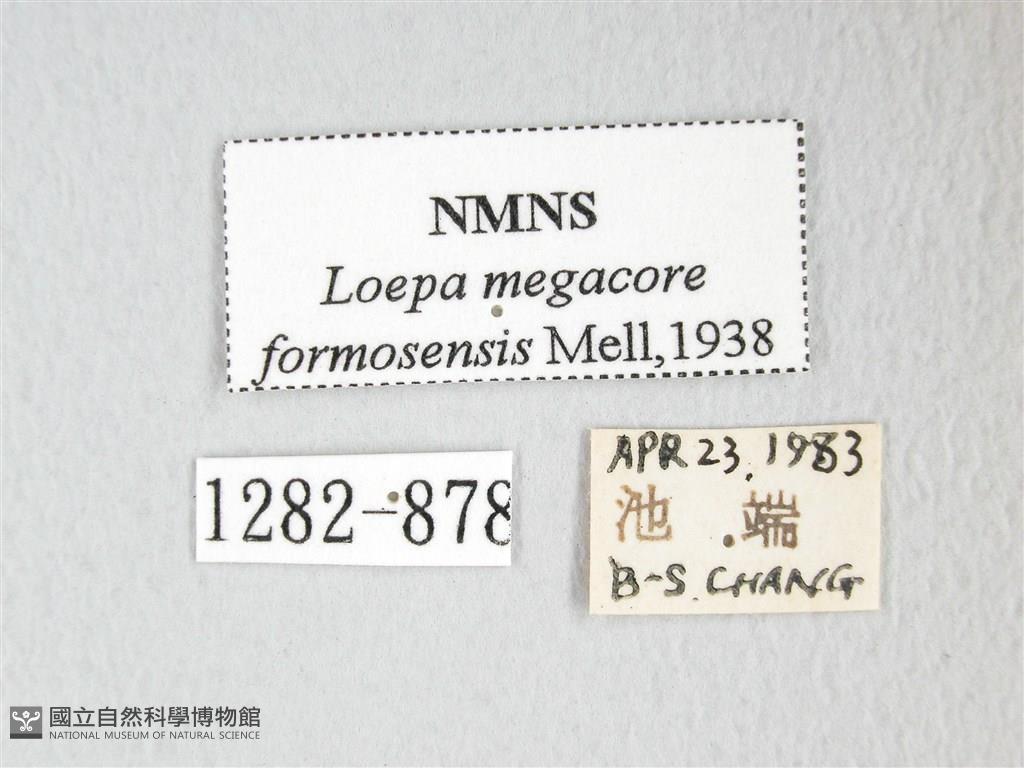 NMNS
Loepa megacore
formosensis Mell,1938
1282-878
APR 23, 1983
池 端
B-S. CHANG
國立自然科學博物館
NATIONAL MUSEUM OF NATURAL SCIENCE